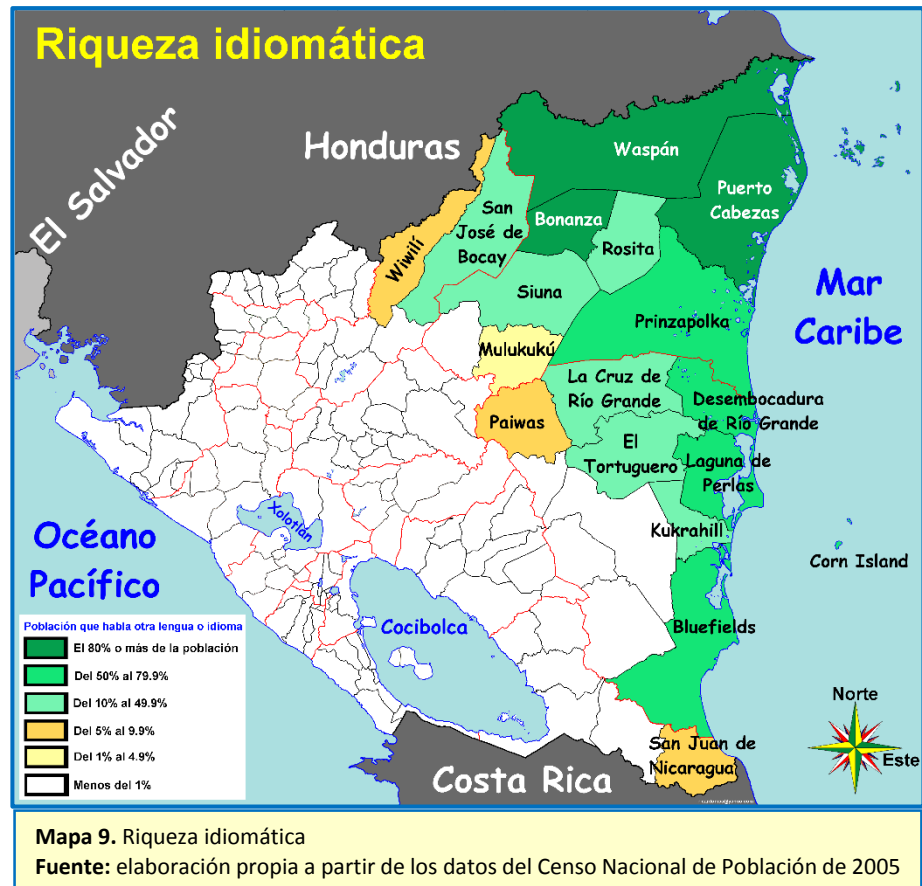 Riqueza idiomática
El Salvador
Honduras
Waspán
Puerto
Cabezas
Bonanza
San
José de
Bocay
Rosita
Wiwilí
Siuna
Mar
Caribe
Prinzapolka
Mulukukú
La Cruz de
Río Grande
Desembocadura
de Río Grande
Paiwas
El
Tortuguero
Laguna de
Perlas
Xolotlán
Kukrahill
Océano
Pacífico
Corn Island
Cocibolca
Bluefields
Población que habla otra lengua o idioma
El 80% o más de la población
Del 50% al 79.9%
Del 10% al 49.9%
Del 5% al 9.9%
Del 1% al 4.9%
Menos del 1%
Norte
Este
San Juan de
Nicaragua
Costa Rica
Mapa 9. Riqueza idiomática
Fuente: elaboración propia a partir de los datos del Censo Nacional de Población de 2005